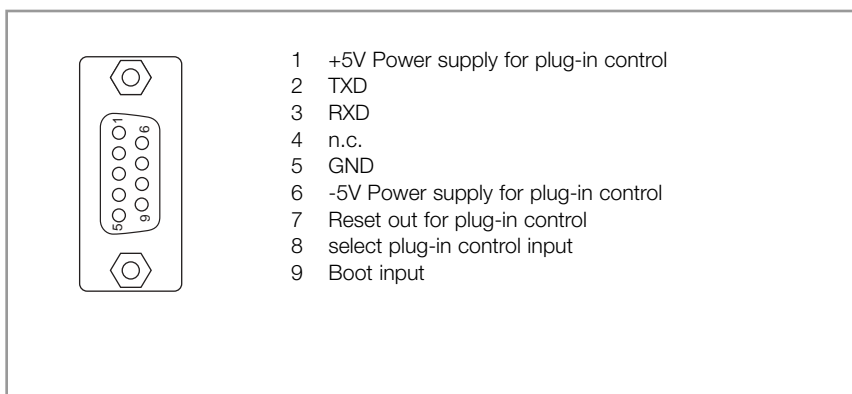 1 +5V Power supply for plug-in control
2 TXD
3 RXD
4 n.c.
5 GND
6 -5V Power supply for plug-in control
7 Reset out for plug-in control
8 select plug-in control input
9 Boot input
1
6
5
9